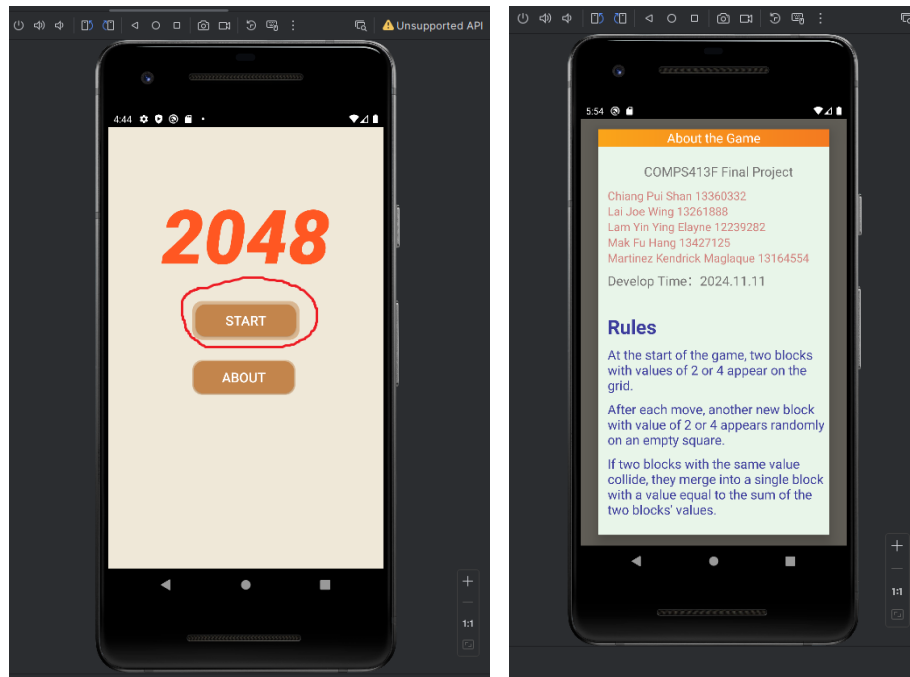 Unsupported API
4:44
2048
START
ABOUT
1:1
5:54
About the Game
COMPS413F Final Project
Chiang Pui Shan 13360332
Lai Joe Wing 13261888
Lam Yin Ying Elayne 12239282
Mak Fu Hang 13427125
Martinez Kendrick Maglaque 13164554
Develop Time：2024.11.11
Rules
At the start of the game, two blocks
with values of 2 or 4 appear on the
grid.
After each move, another new block
with value of 2 or 4 appears randomly
on an empty square.
If two blocks with the same value
collide, they merge into a single block
with a value equal to the sum of the
two blocks' values.
1:1